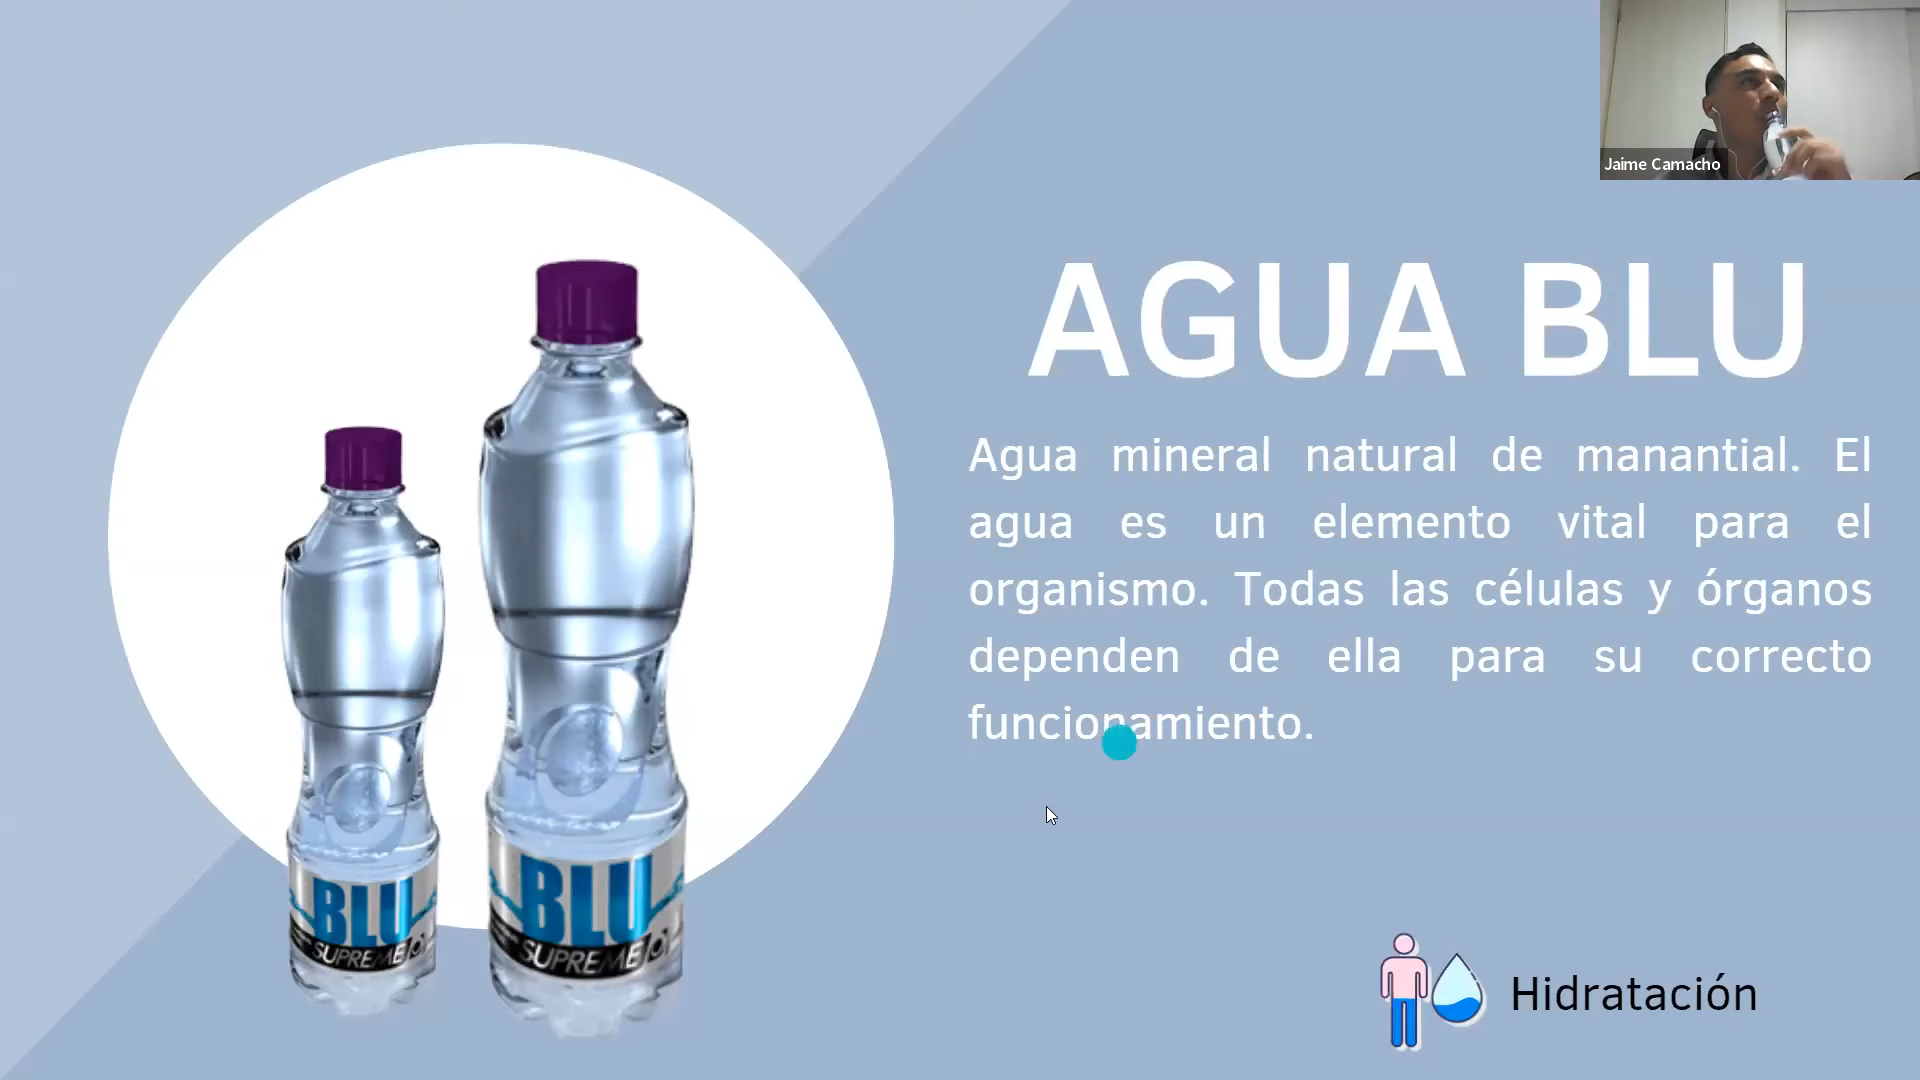 Jaime Camacho
AGUA BLU
Agua mineral natural de manantial. El
agua es un elemento vital para el
organismo. Todas las células y órganos
dependen de ella para su correcto
funcionamiento.
BLU
SUPREME
BLU
SUPREME
Hidratación